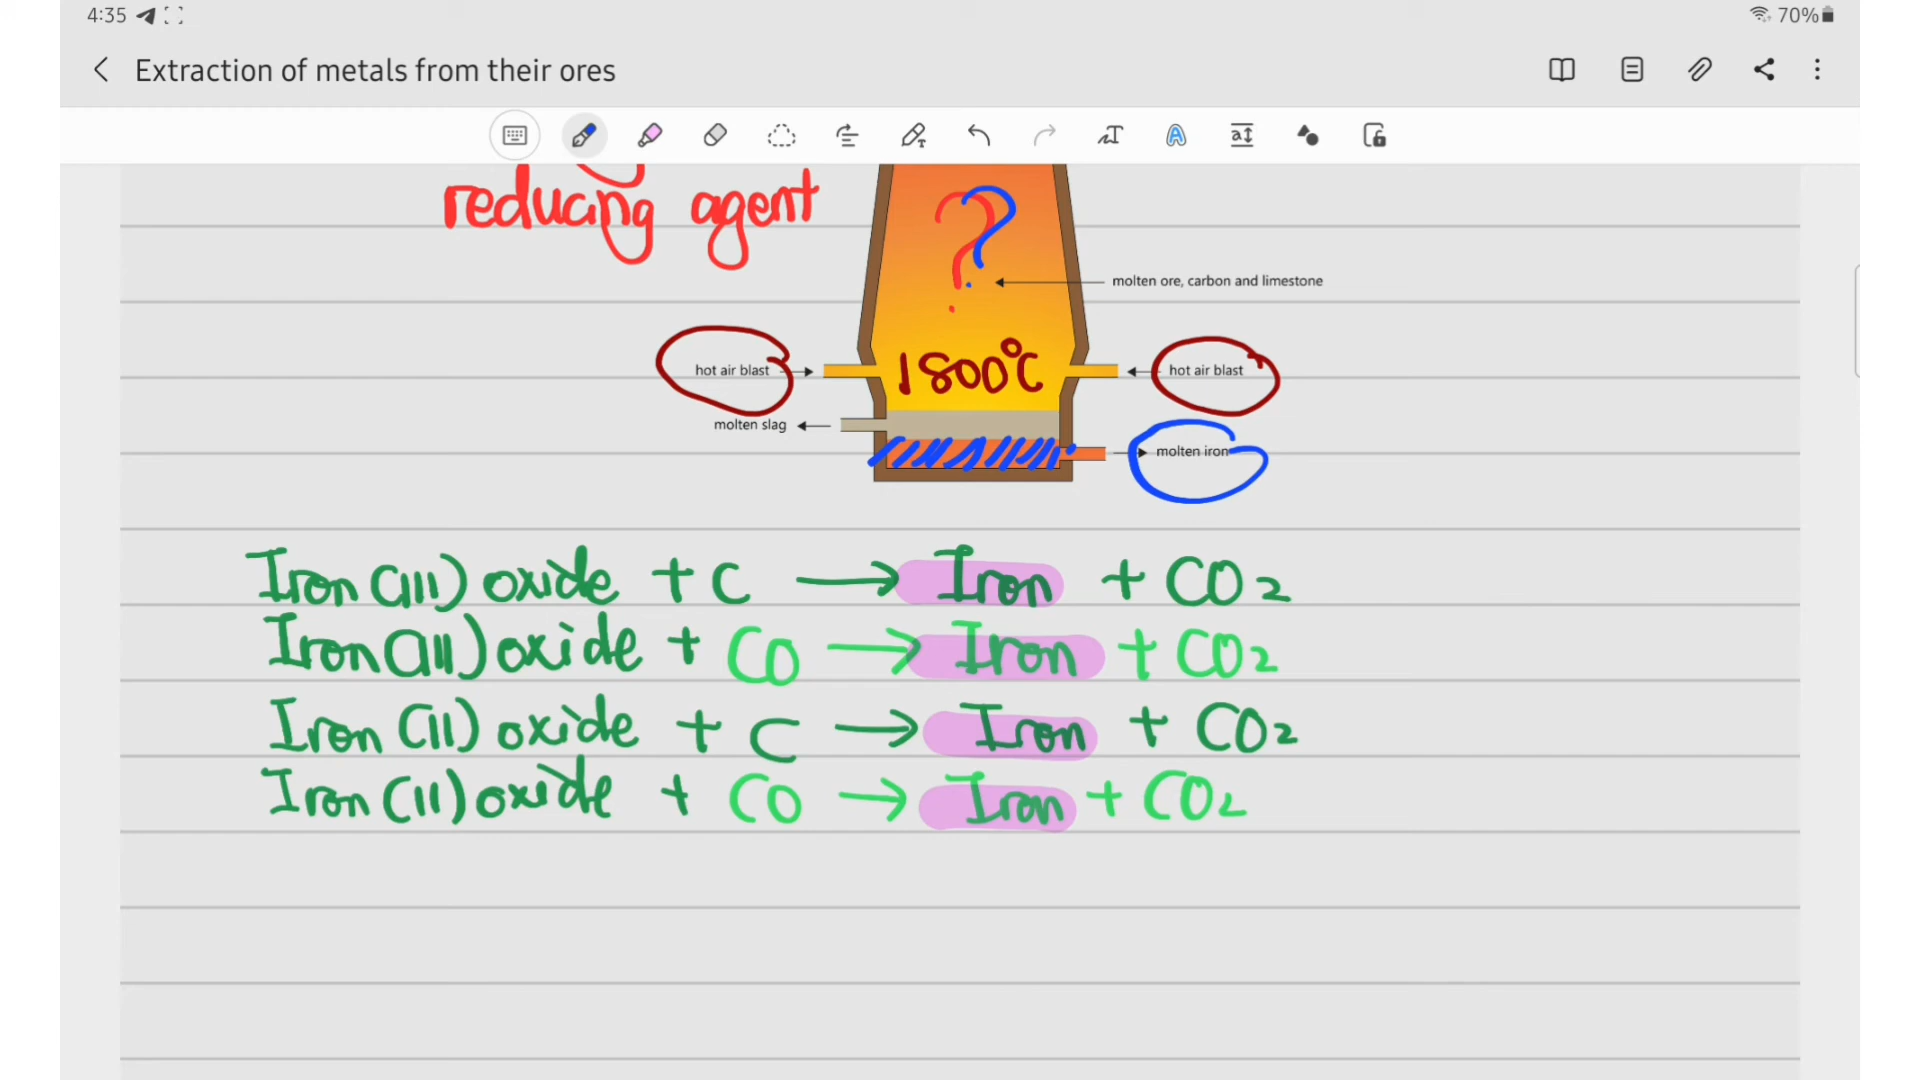 4:35
70%
Extraction of metals from their ores
reducing agent
molten ore, carbon and limestone
hot air blast
1800°C
hot air blast
molten slag
molten iron
Iron (III) oxide + C → Iron + CO2
Iron (III) oxide + CO → Iron + CO2
Iron (II) oxide + C → Iron + CO2
Iron (II) oxide + CO → Iron + CO2